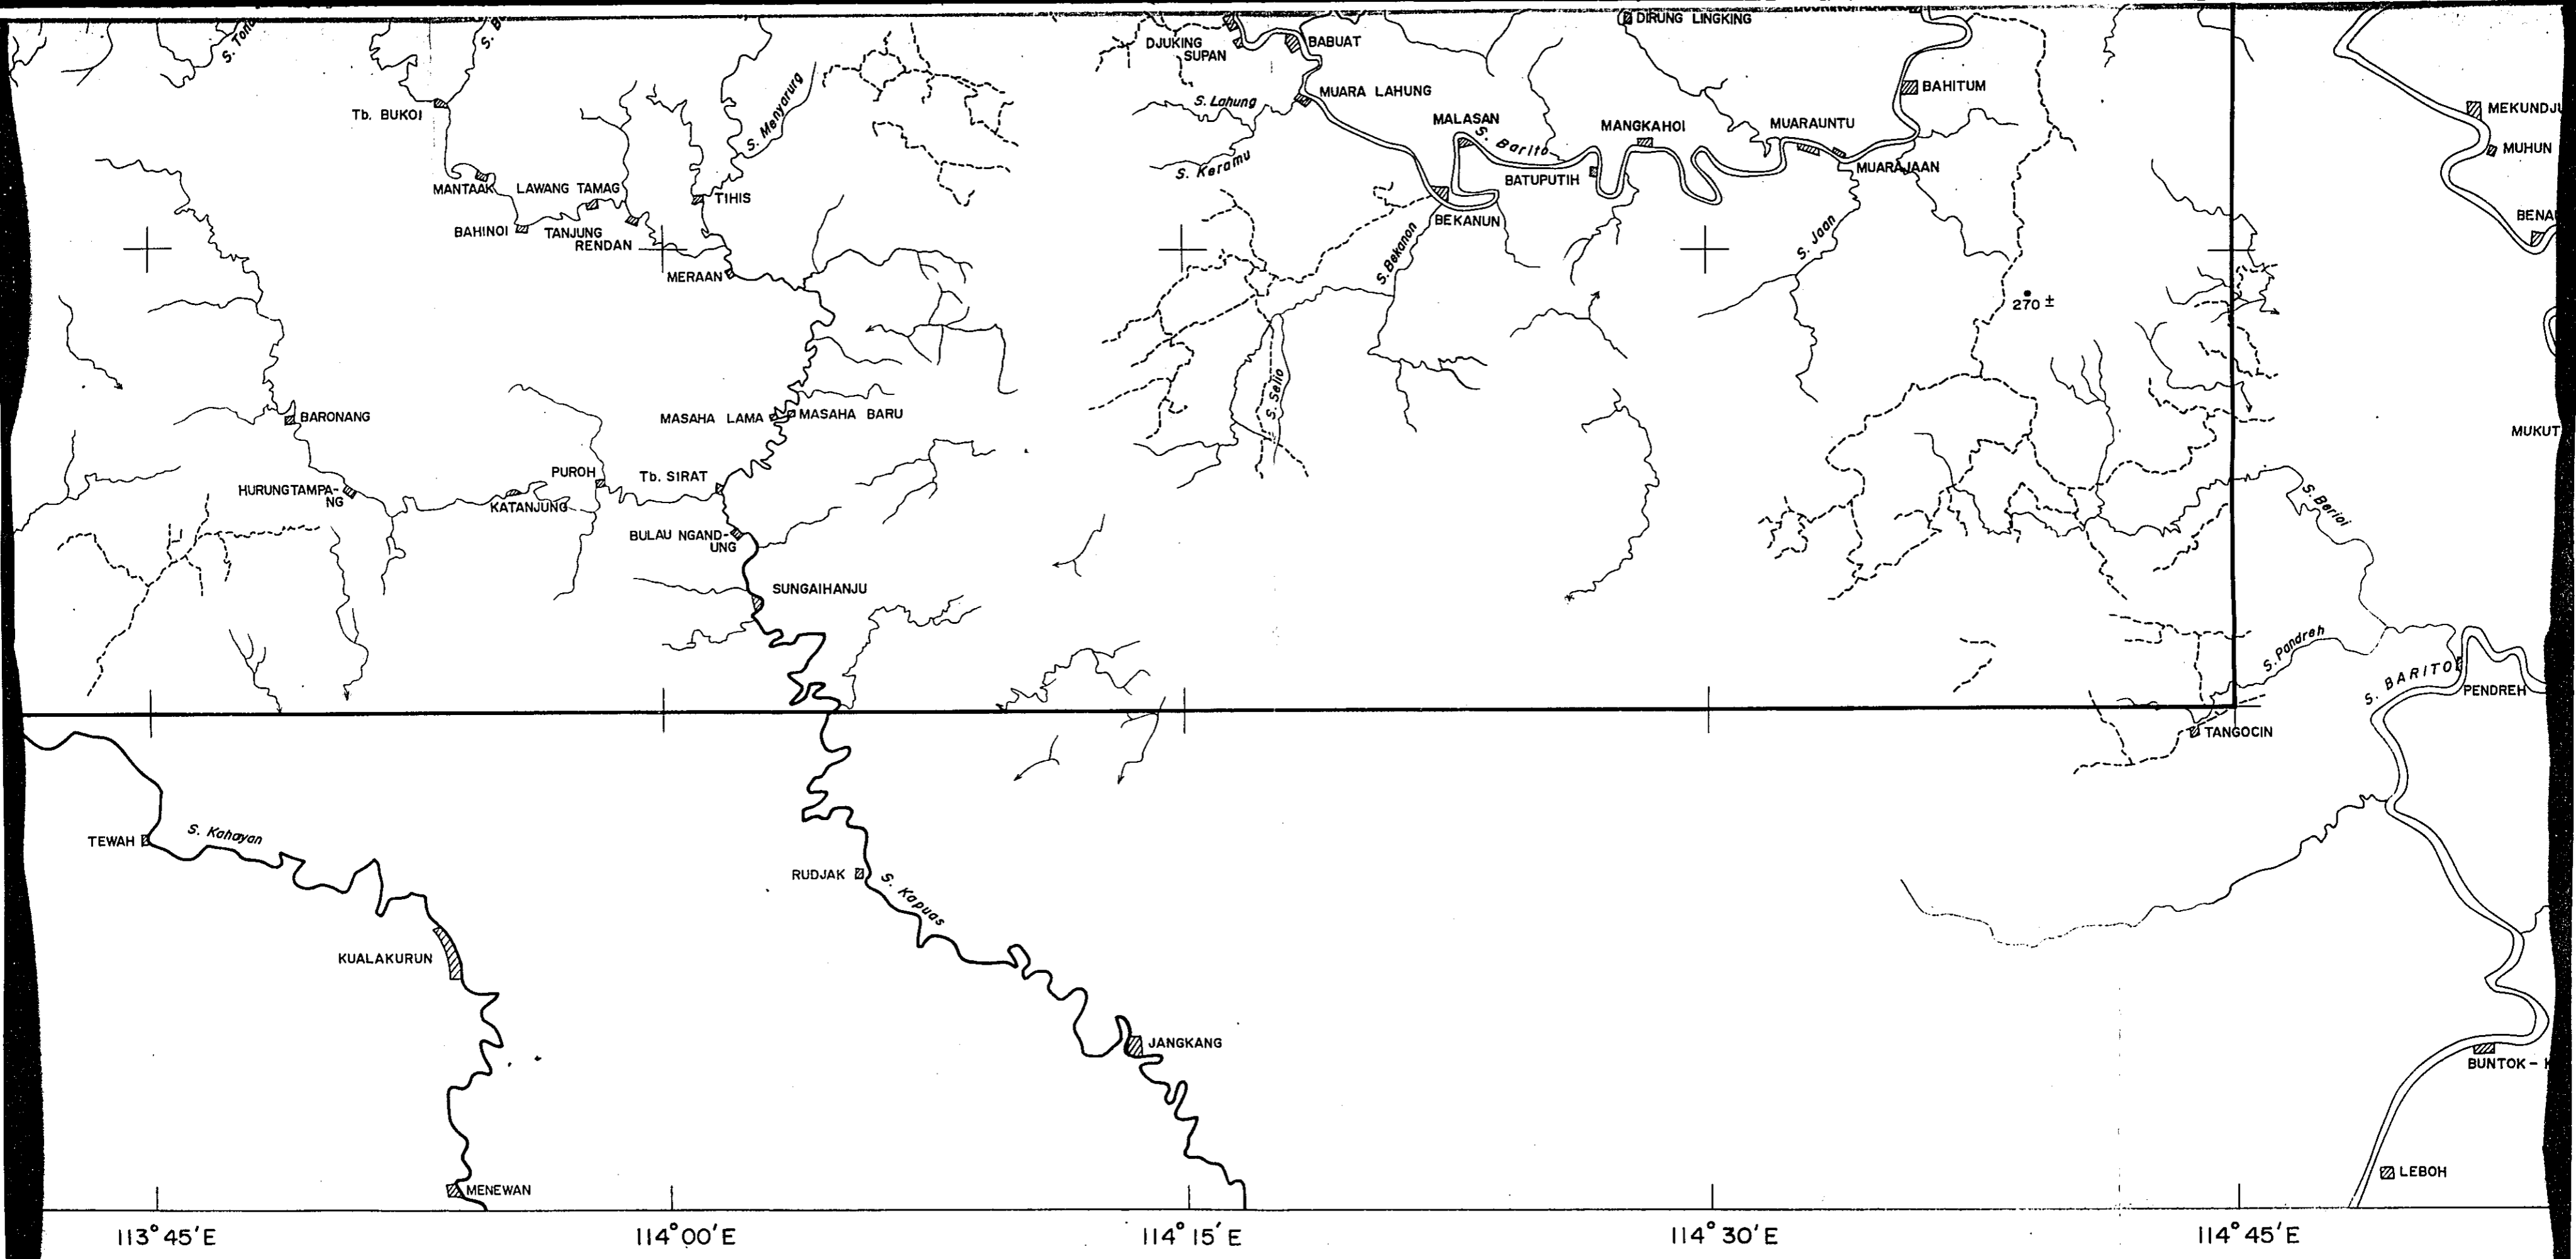 S.
DIRUNG LINGKING
DJUKING
SUPAN
BABUAT
Tb. BUKOI
S. Menyarung
S. Lahung
MUARA LAHUNG
BAHITUM
MEKUNDJU
MALASAN
S. Barito
MANGKAHOI
MUARAUNTU
MUHUN
S. Keramu
BATUPUTIH
MUARAJAAN
MANTAAK
LAWANG TAMAG
TIHIS
BAHINOI
TANJUNG
RENDAN
BEKANUN
BENA
MERAAN
S. Bekanon
S. Jaan
270 ±
S. Selio
BARONANG
MASAHA LAMA
MASAHA BARU
MUKUT
HURUNGTAMPA-
NG
PUROH
Tb. SIRAT
KATANJUNG
BULAU NGAND-
UNG
S. Berioi
SUNGAIHANJU
S. Pandreh
S. BARITO
PENDREH
TANGOCIN
TEWAH
S. Kahayan
RUDJAK
S. Kapuas
KUALAKURUN
JANGKANG
BUNTOK -
MENEWAN
LEBOH
113° 45' E
114° 00' E
114° 15' E
114° 30' E
114° 45' E